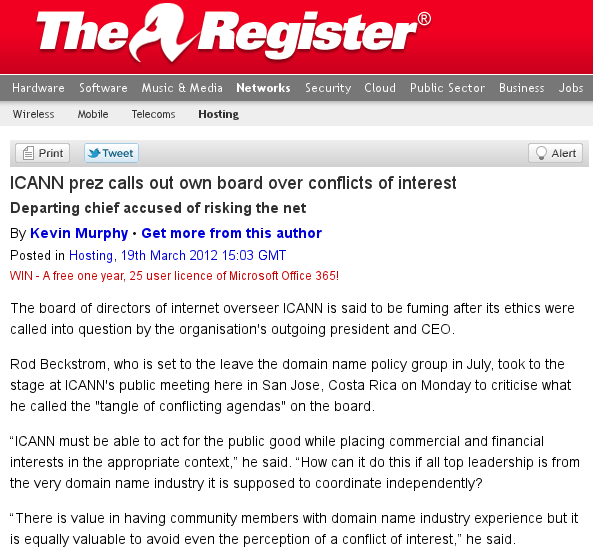 The Register®
Hardware Software Music & Media Networks Security Cloud Public Sector Business Jobs
Wireless Mobile Telecoms Hosting
Print Tweet Alert
ICANN prez calls out own board over conflicts of interest
Departing chief accused of risking the net
By Kevin Murphy • Get more from this author
Posted in Hosting, 19th March 2012 15:03 GMT
WIN - A free one year, 25 user licence of Microsoft Office 365!
The board of directors of internet overseer ICANN is said to be fuming after its ethics were
called into question by the organisation's outgoing president and CEO.
Rod Beckstrom, who is set to the leave the domain name policy group in July, took to the
stage at ICANN's public meeting here in San Jose, Costa Rica on Monday to criticise what
he called the "tangle of conflicting agendas" on the board.
“ICANN must be able to act for the public good while placing commercial and financial
interests in the appropriate context,” he said. “How can it do this if all top leadership is from
the very domain name industry it is supposed to coordinate independently?
“There is value in having community members with domain name industry experience but it
is equally valuable to avoid even the perception of a conflict of interest,” he said.